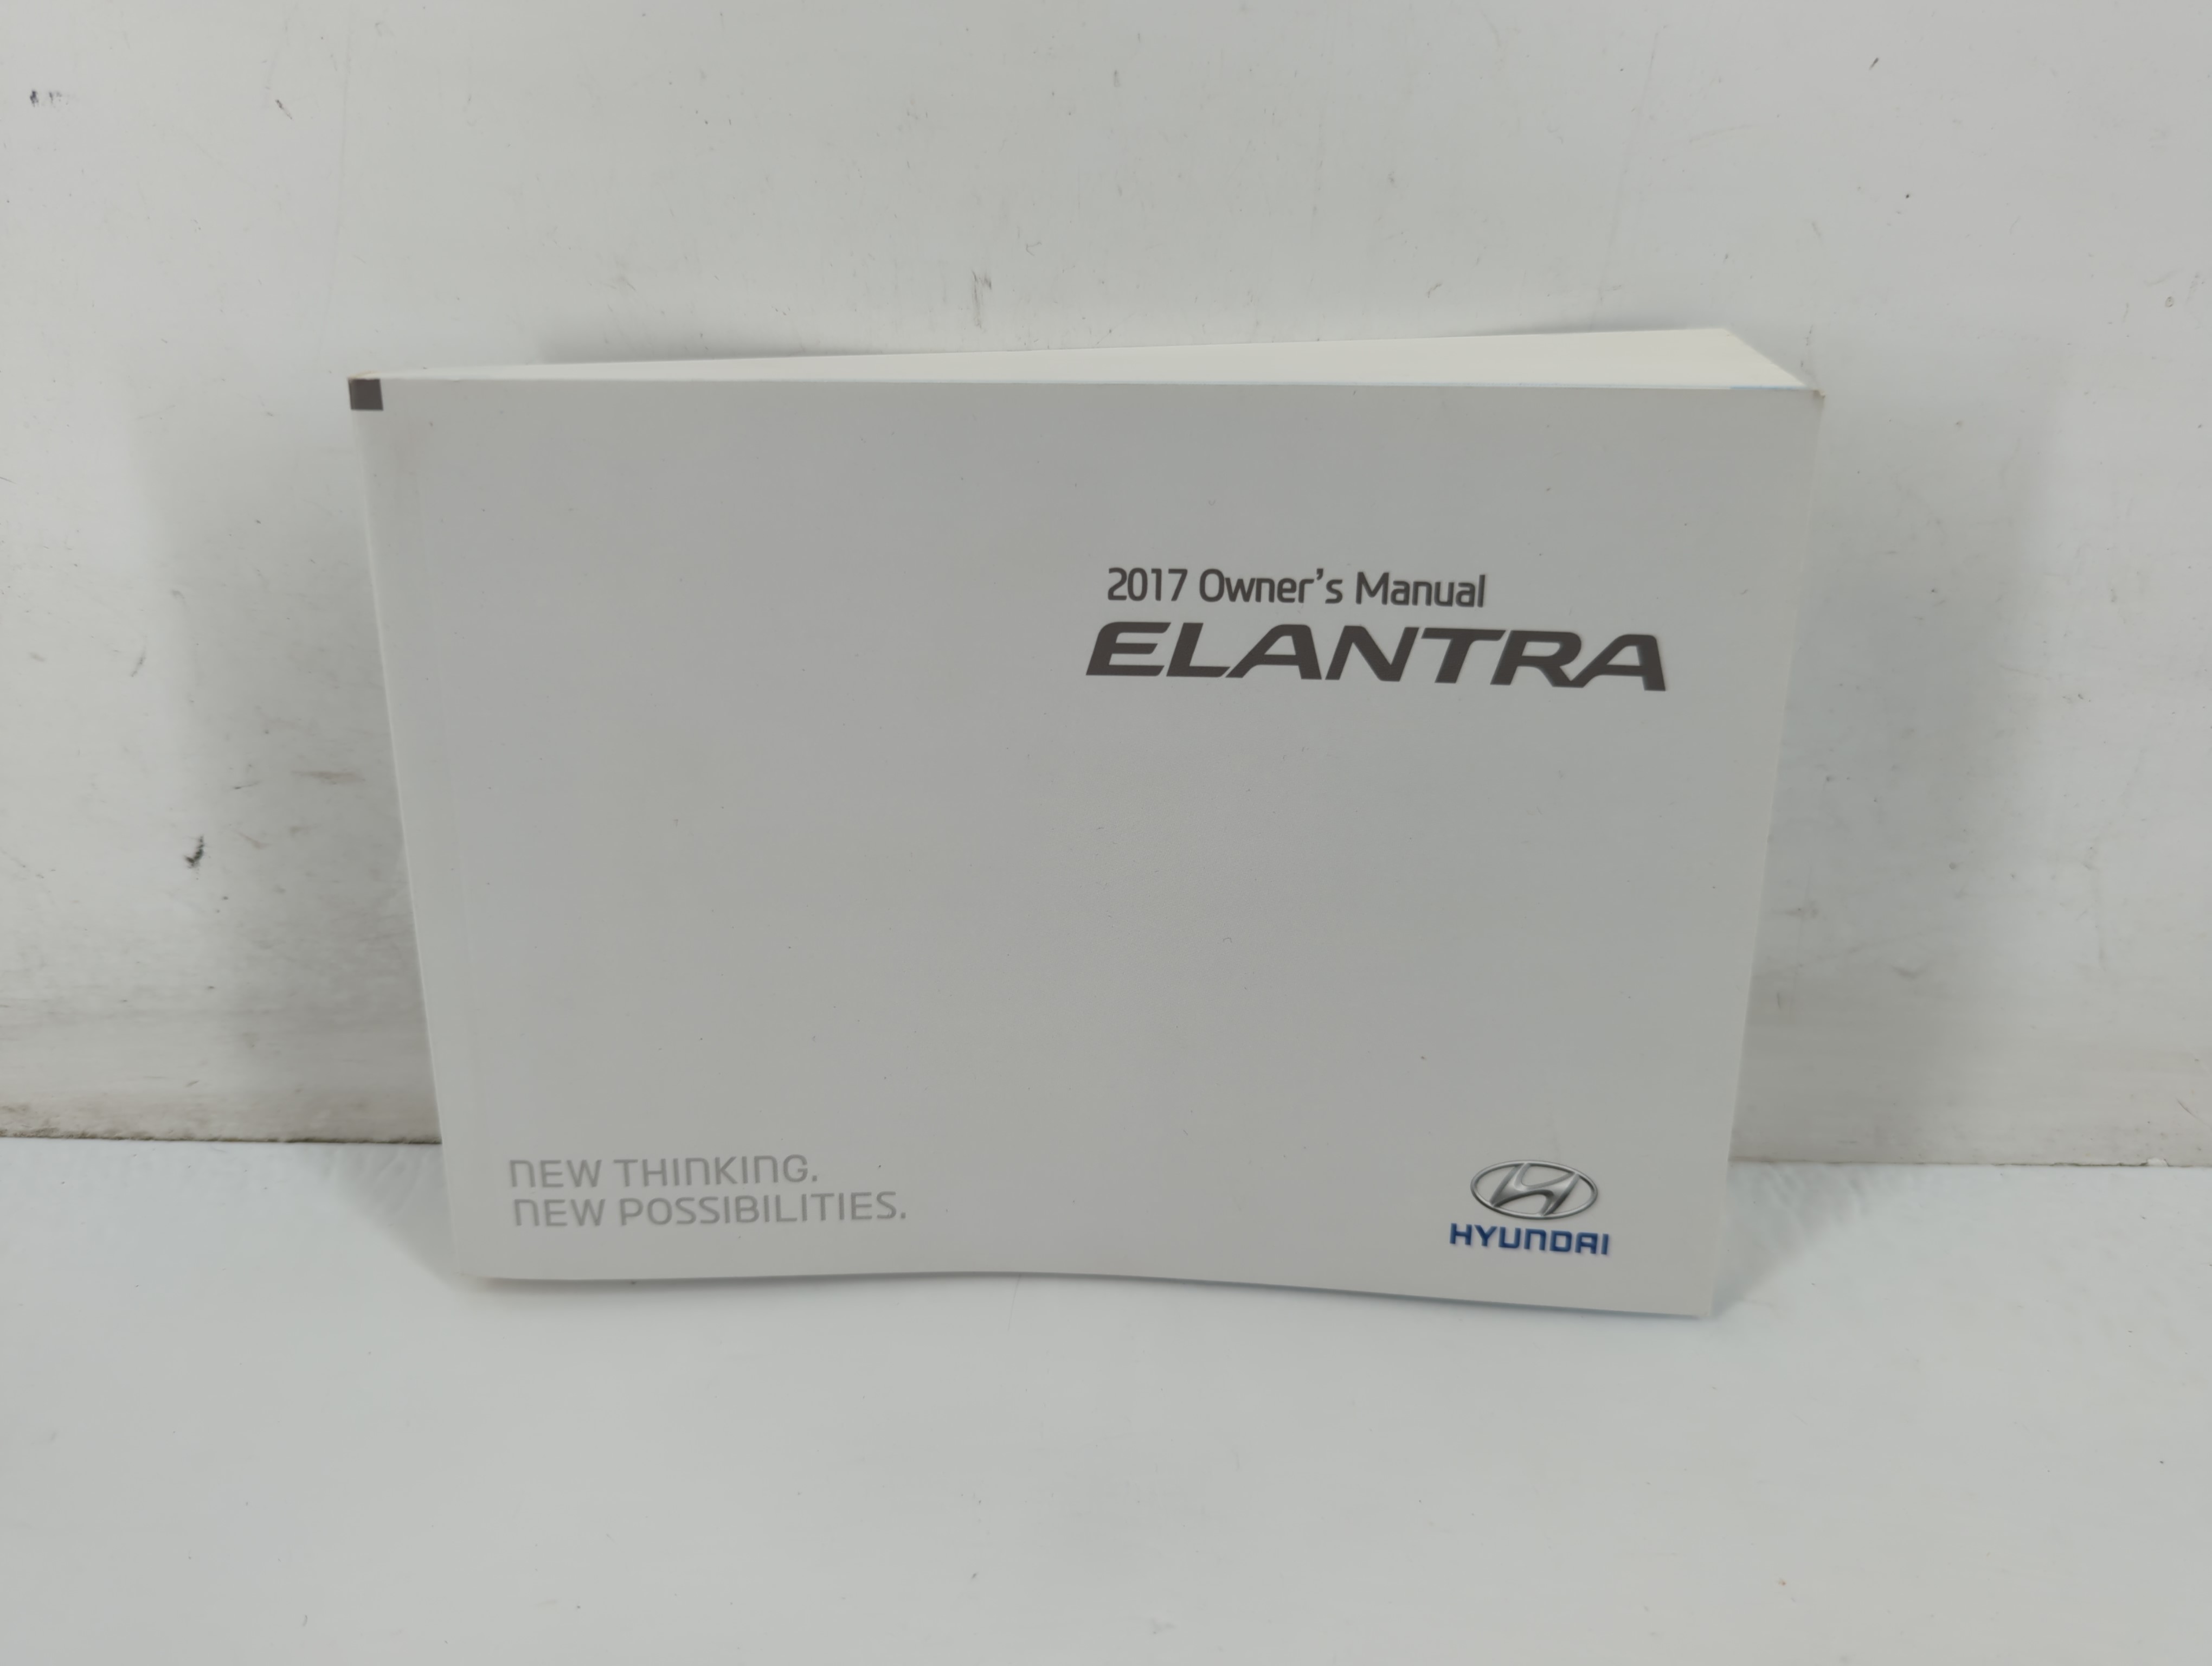 2017 Owner's Manual
ELANTRA
NEW THINKING.
NEW POSSIBILITIES.
HYUNDAI